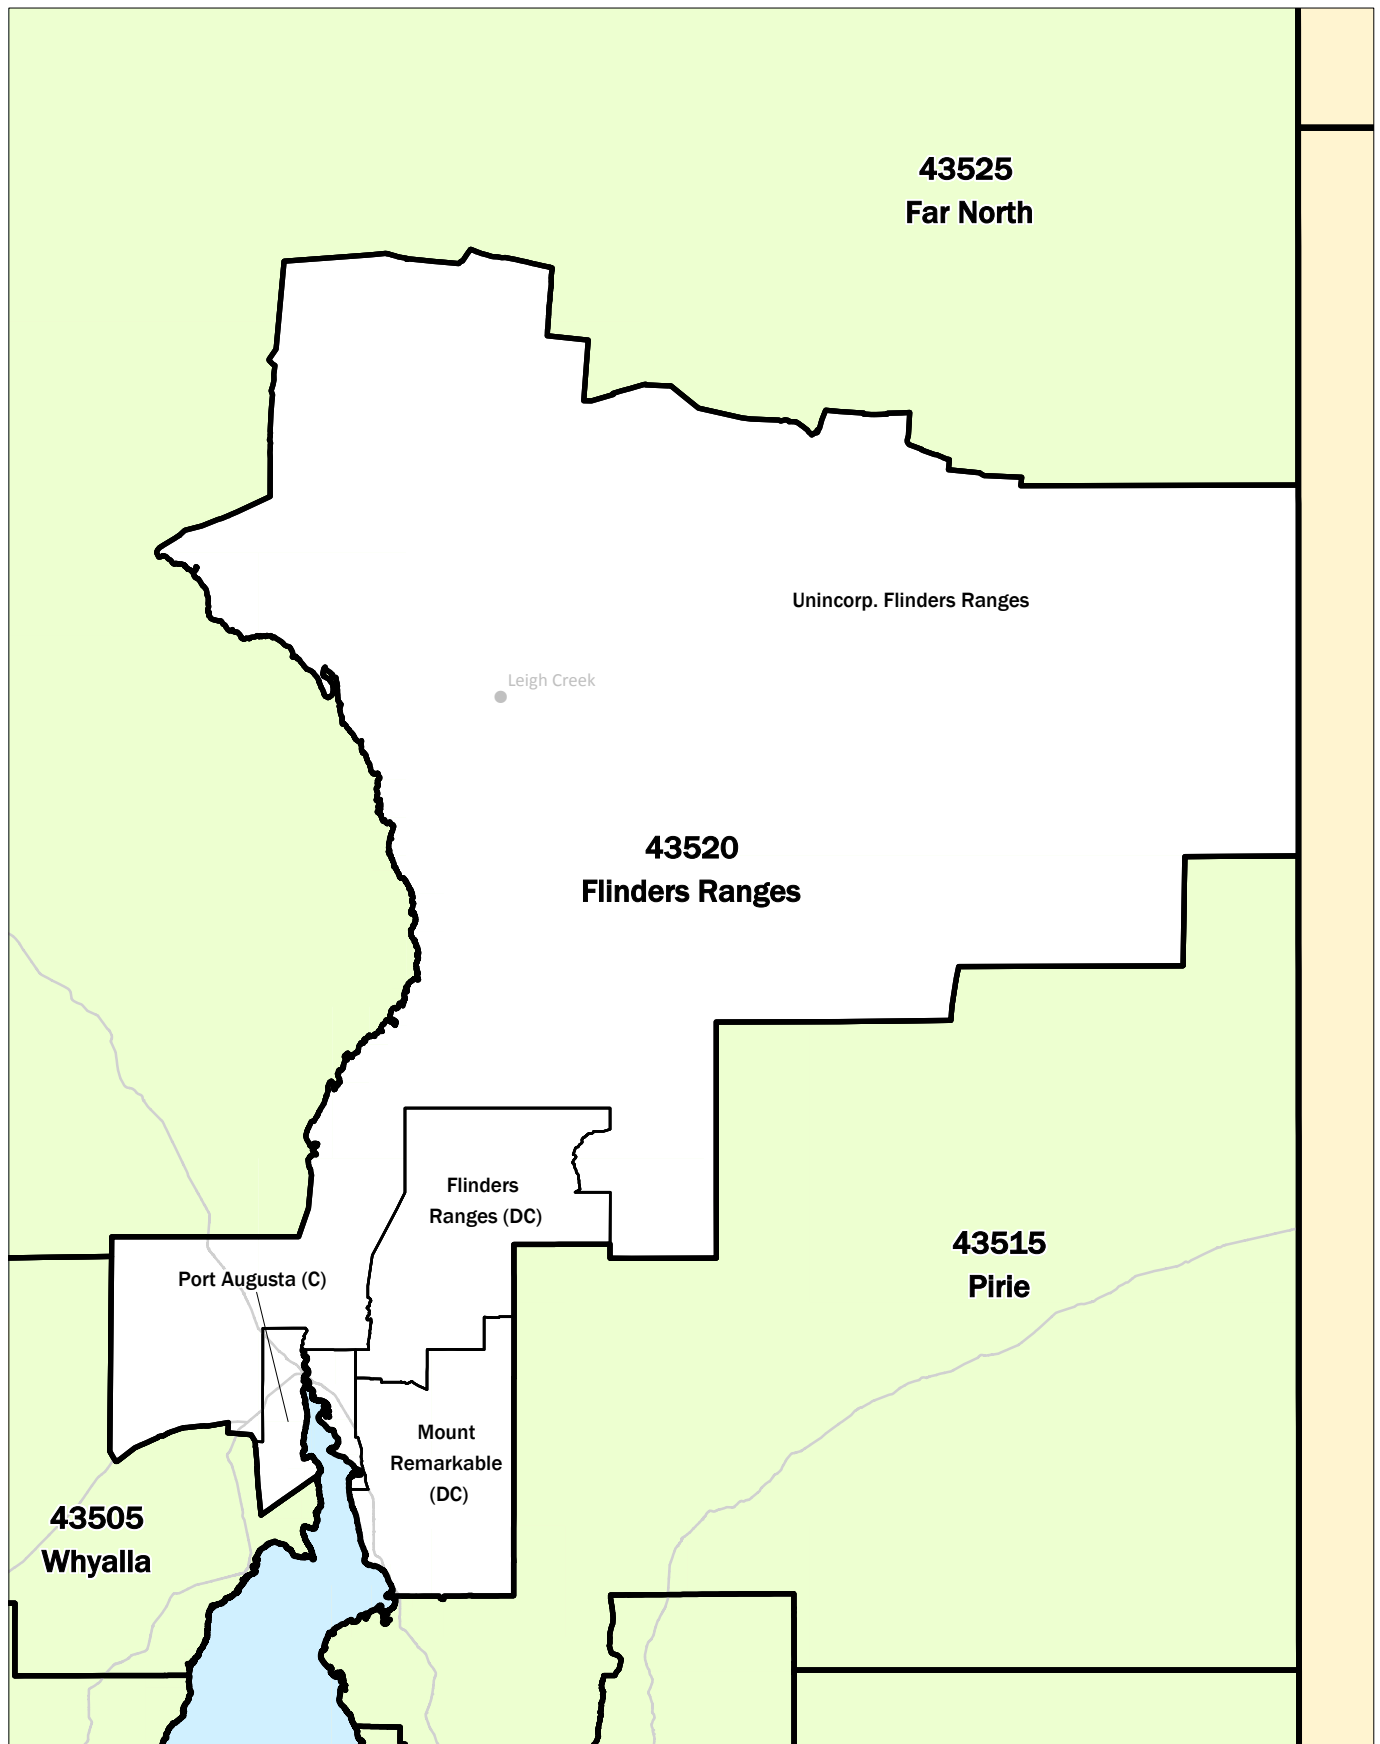 43525
Far North
Unincorp. Flinders Ranges
Leigh Creek
43520
Flinders Ranges
Flinders
Ranges (DC)
43515
Pirie
Port Augusta (C)
Mount
Remarkable
(DC)
43505
Whyalla